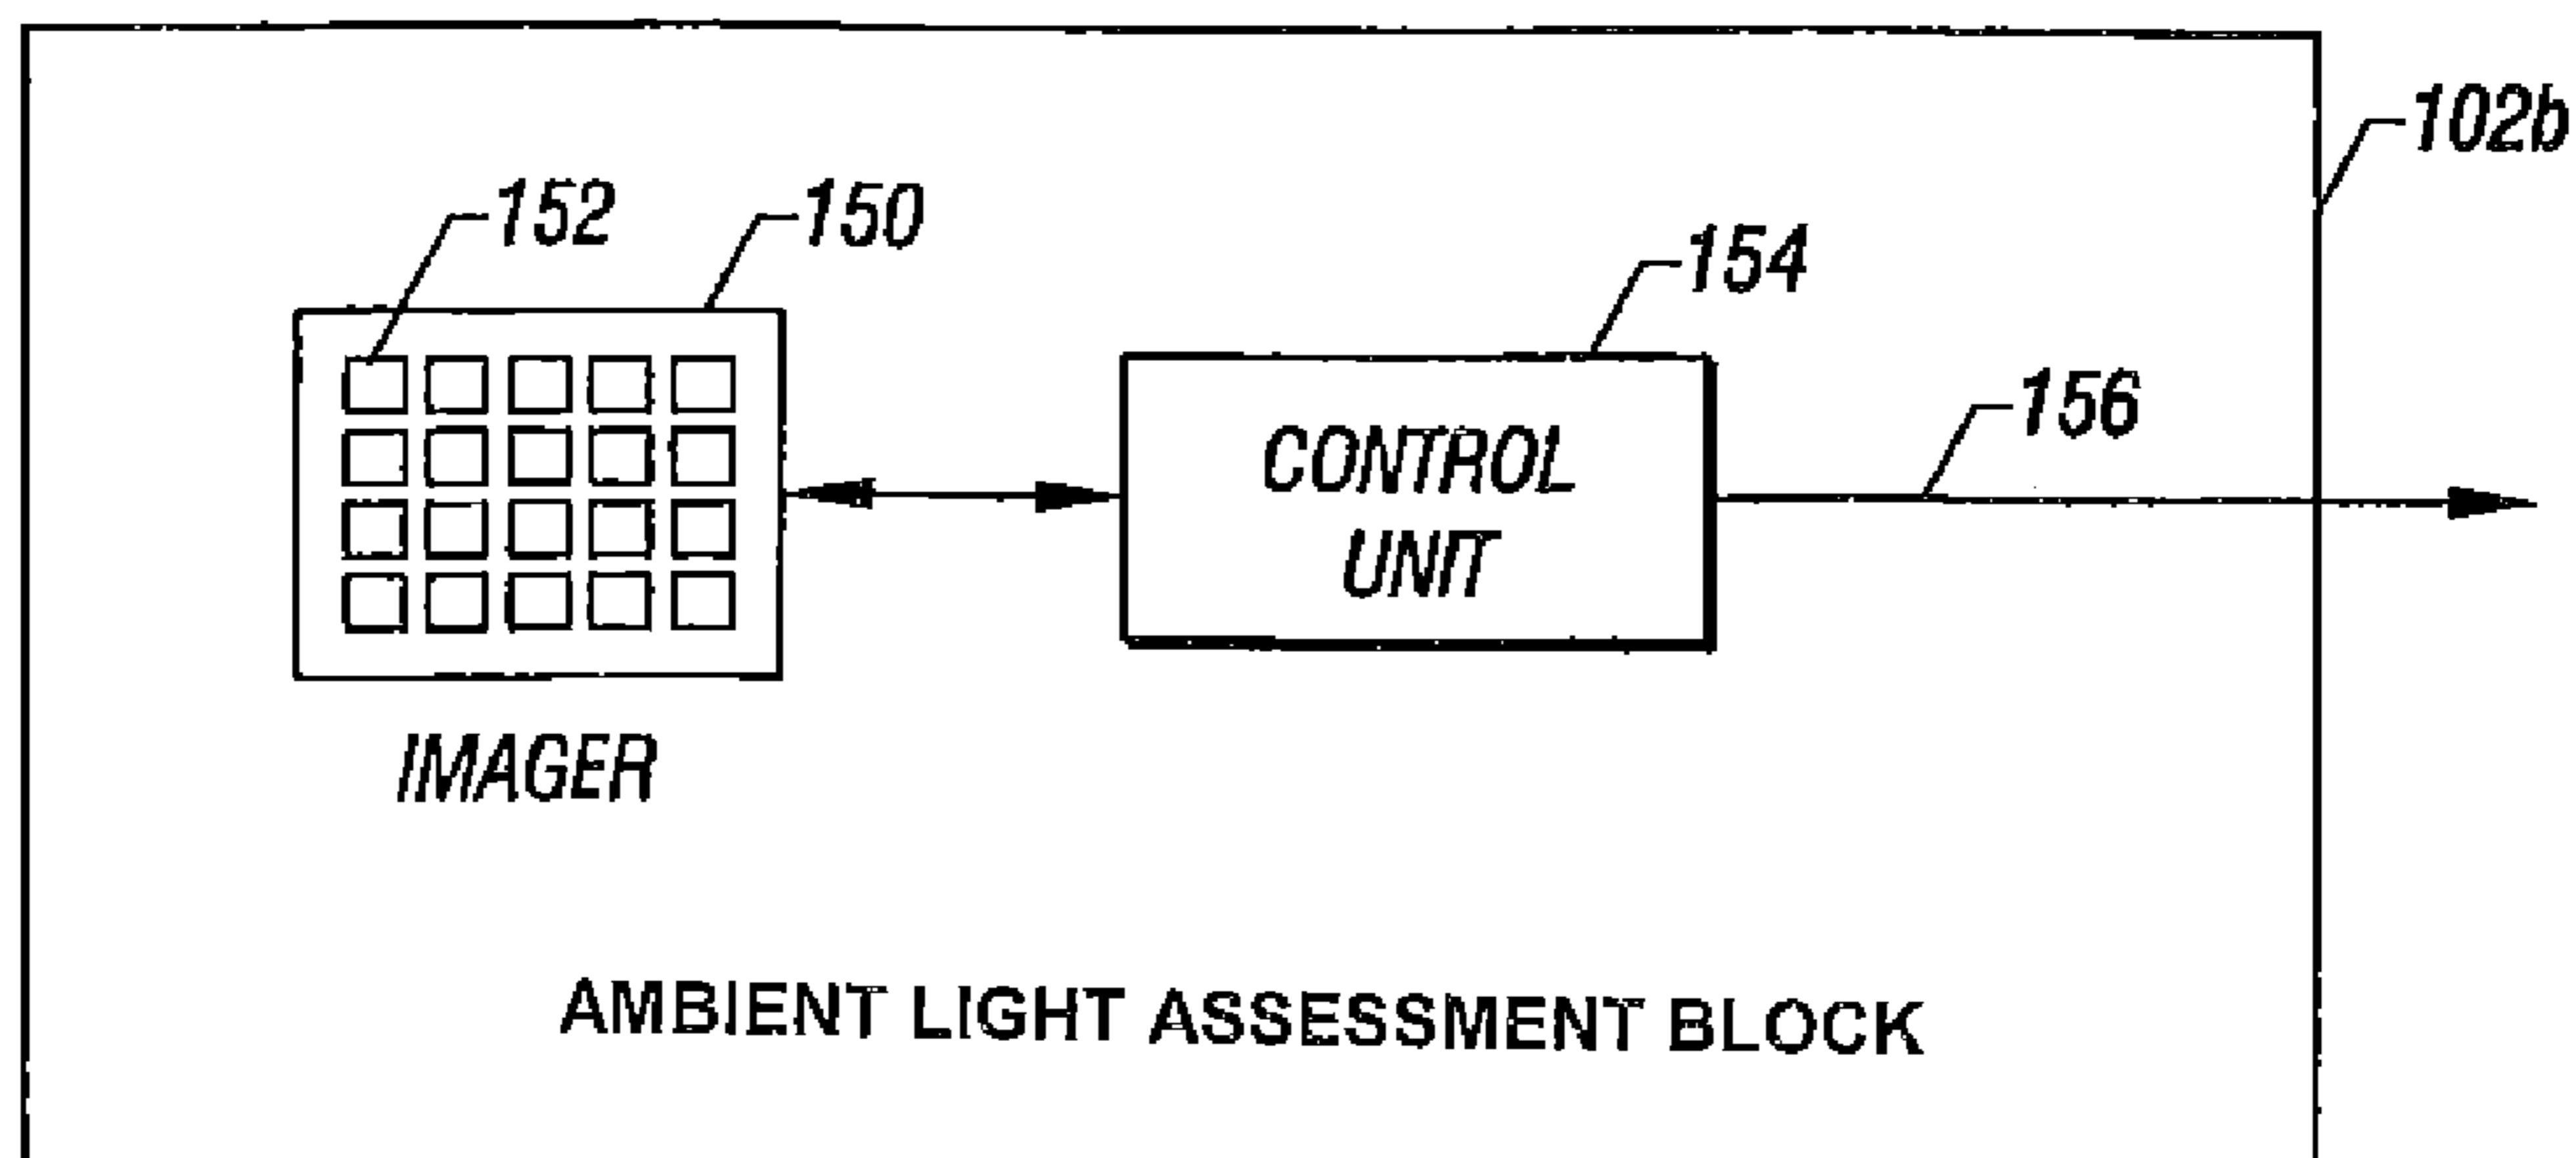 102b
152
150
154
156
CONTROL
UNIT
IMAGER
AMBIENT LIGHT ASSESSMENT BLOCK